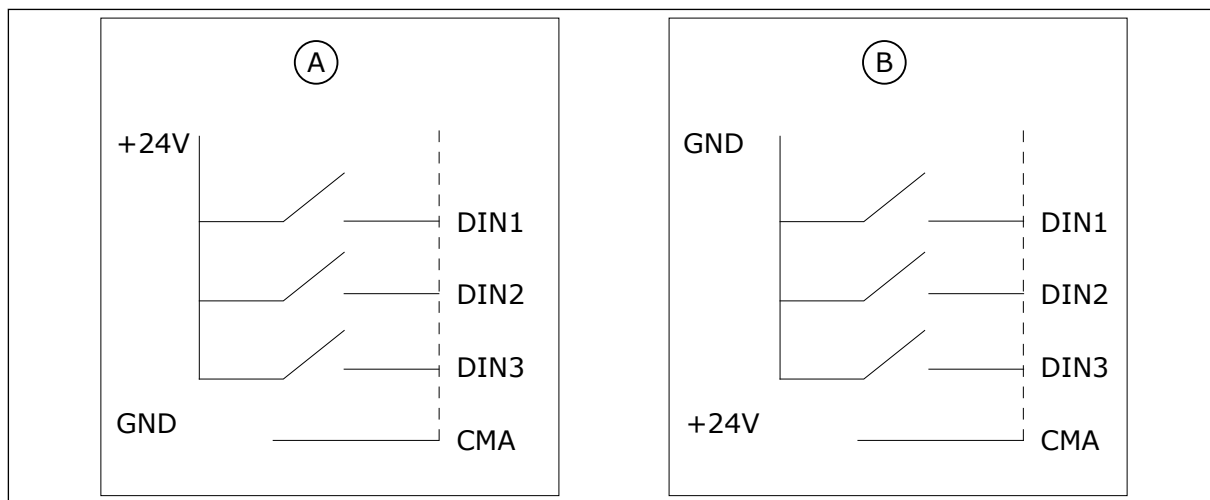 A
+24V
DIN1
DIN2
DIN3
GND
CMA
B
GND
DIN1
DIN2
DIN3
+24V
CMA